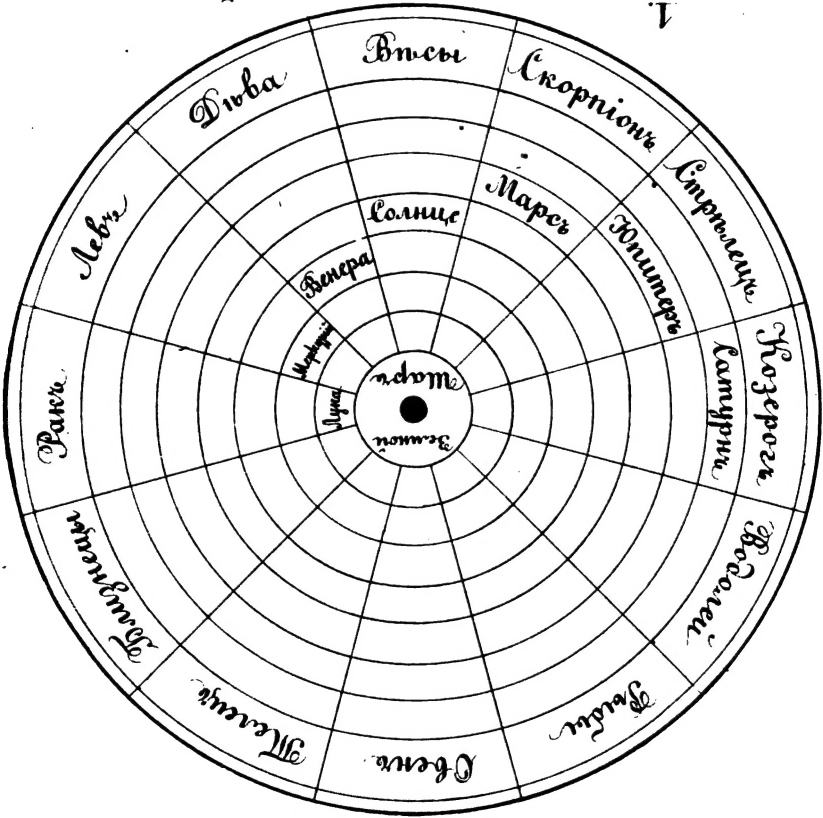 1.
Вѣсы
Скорпіонъ
Стрѣлецъ
Козерогъ
Водолей
Рыбы
Овенъ
Телецъ
Близнецы
Ракъ
Левъ
Дѣва
Солнце
Марсъ
Юпитеръ
Сатурнъ
Венера
Меркурій
Луна
Земной
Шаръ